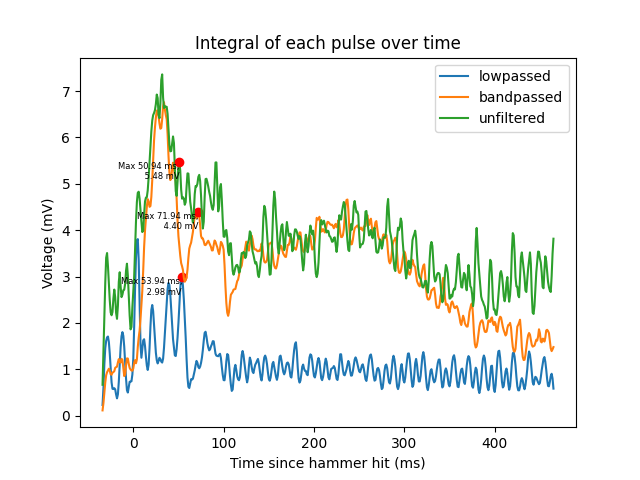 Integral of each pulse over time
lowpassed
bandpassed
unfiltered
Voltage (mV)
7
6
5
4
3
2
1
0
Max 50.94 ms,
5.48 mV
Max 71.94 ms,
4.40 mV
Max 53.94 ms,
2.98 mV
0 100 200 300 400
Time since hammer hit (ms)